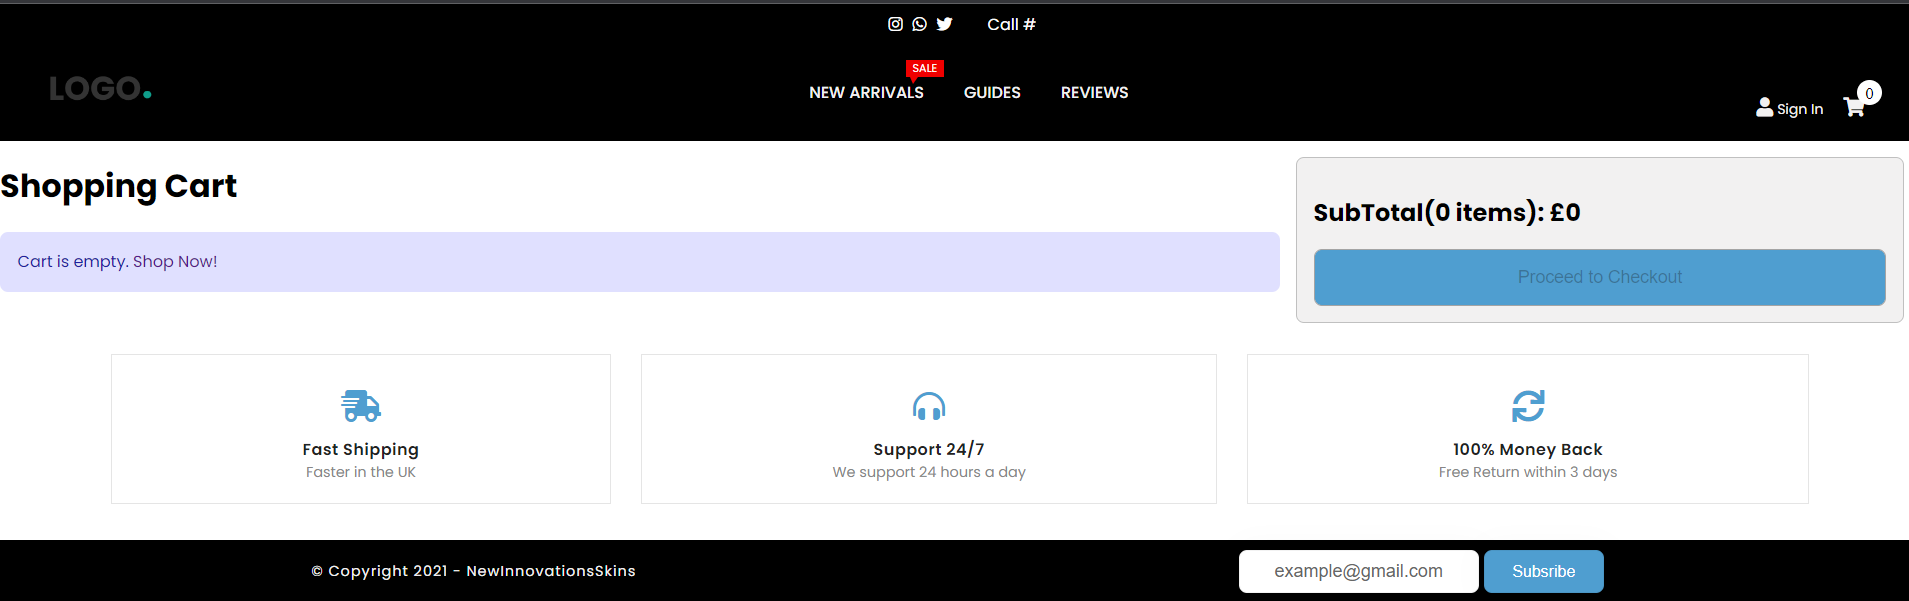 Call #
LOGO.
SALE
NEW ARRIVALS GUIDES REVIEWS
Sign In
0
Shopping Cart
Cart is empty. Shop Now!
SubTotal(0 items): £0
Proceed to Checkout
Fast Shipping
Faster in the UK
Support 24/7
We support 24 hours a day
100% Money Back
Free Return within 3 days
© Copyright 2021 - NewInnovationsSkins
example@gmail.com
Subsribe